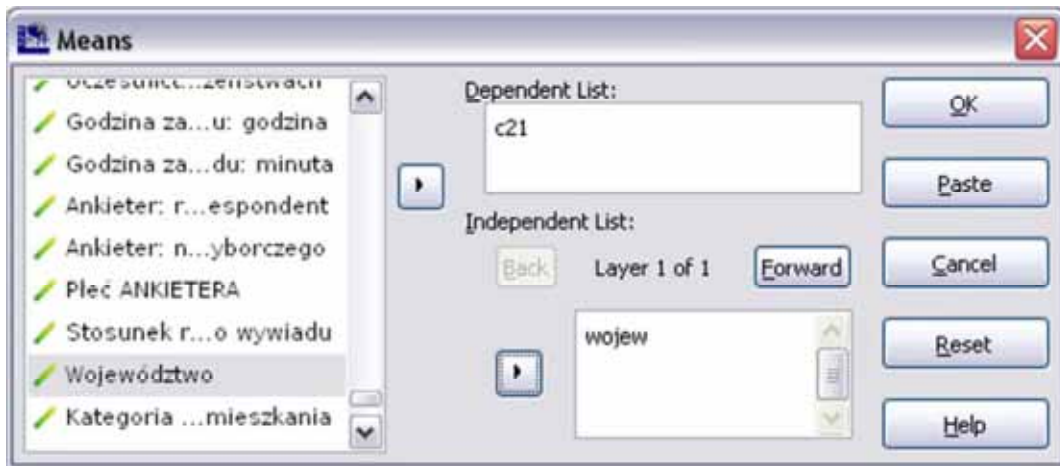 Means
Godzina za...u: godzina
Godzina za...du: minuta
Ankieter: r...espondent
Ankieter: n...yborczego
Płeć ANKIETERA
Stosunek r...o wywiadu
Województwo
Kategoria ...mieszkania
Dependent List:
c21
Independent List:
Back
Layer 1 of 1
Forward
wojew
OK
Paste
Cancel
Reset
Help